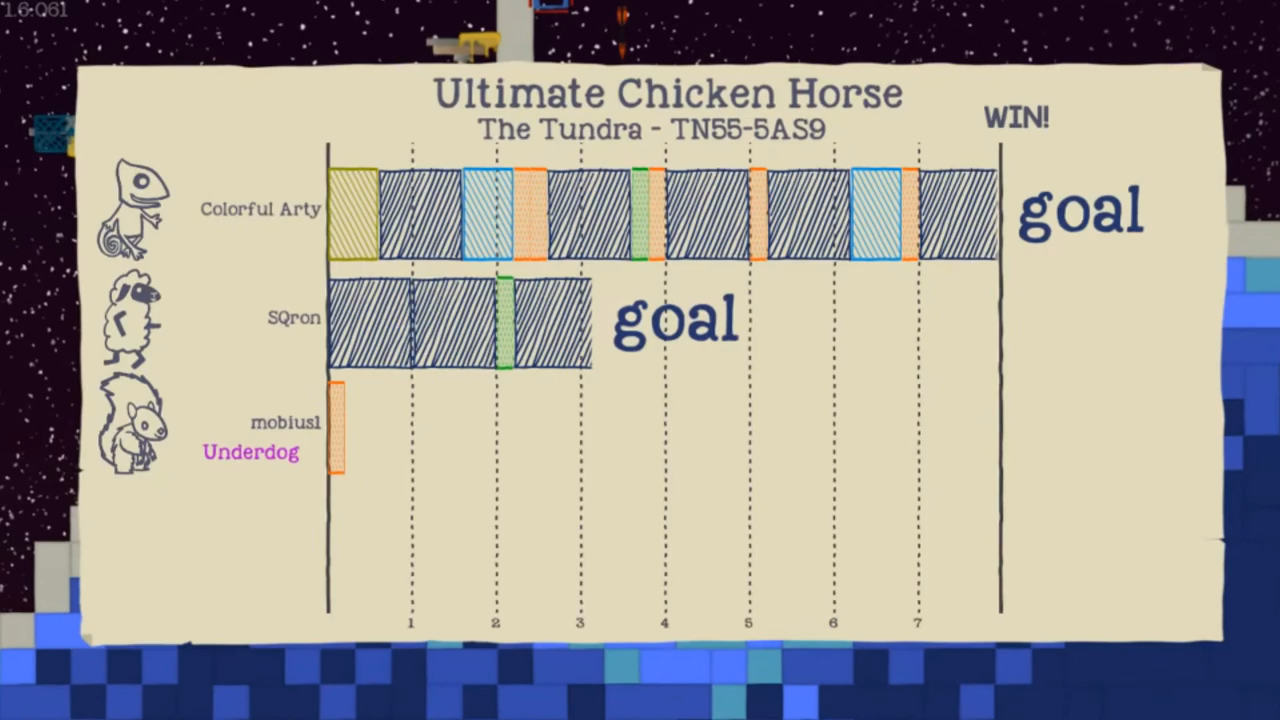 1.6.061
Ultimate Chicken Horse
The Tundra - TN55-5AS9
WIN!
Colorful Arty
goal
SQron
goal
mobius1
Underdog
1 2 3 4 5 6 7